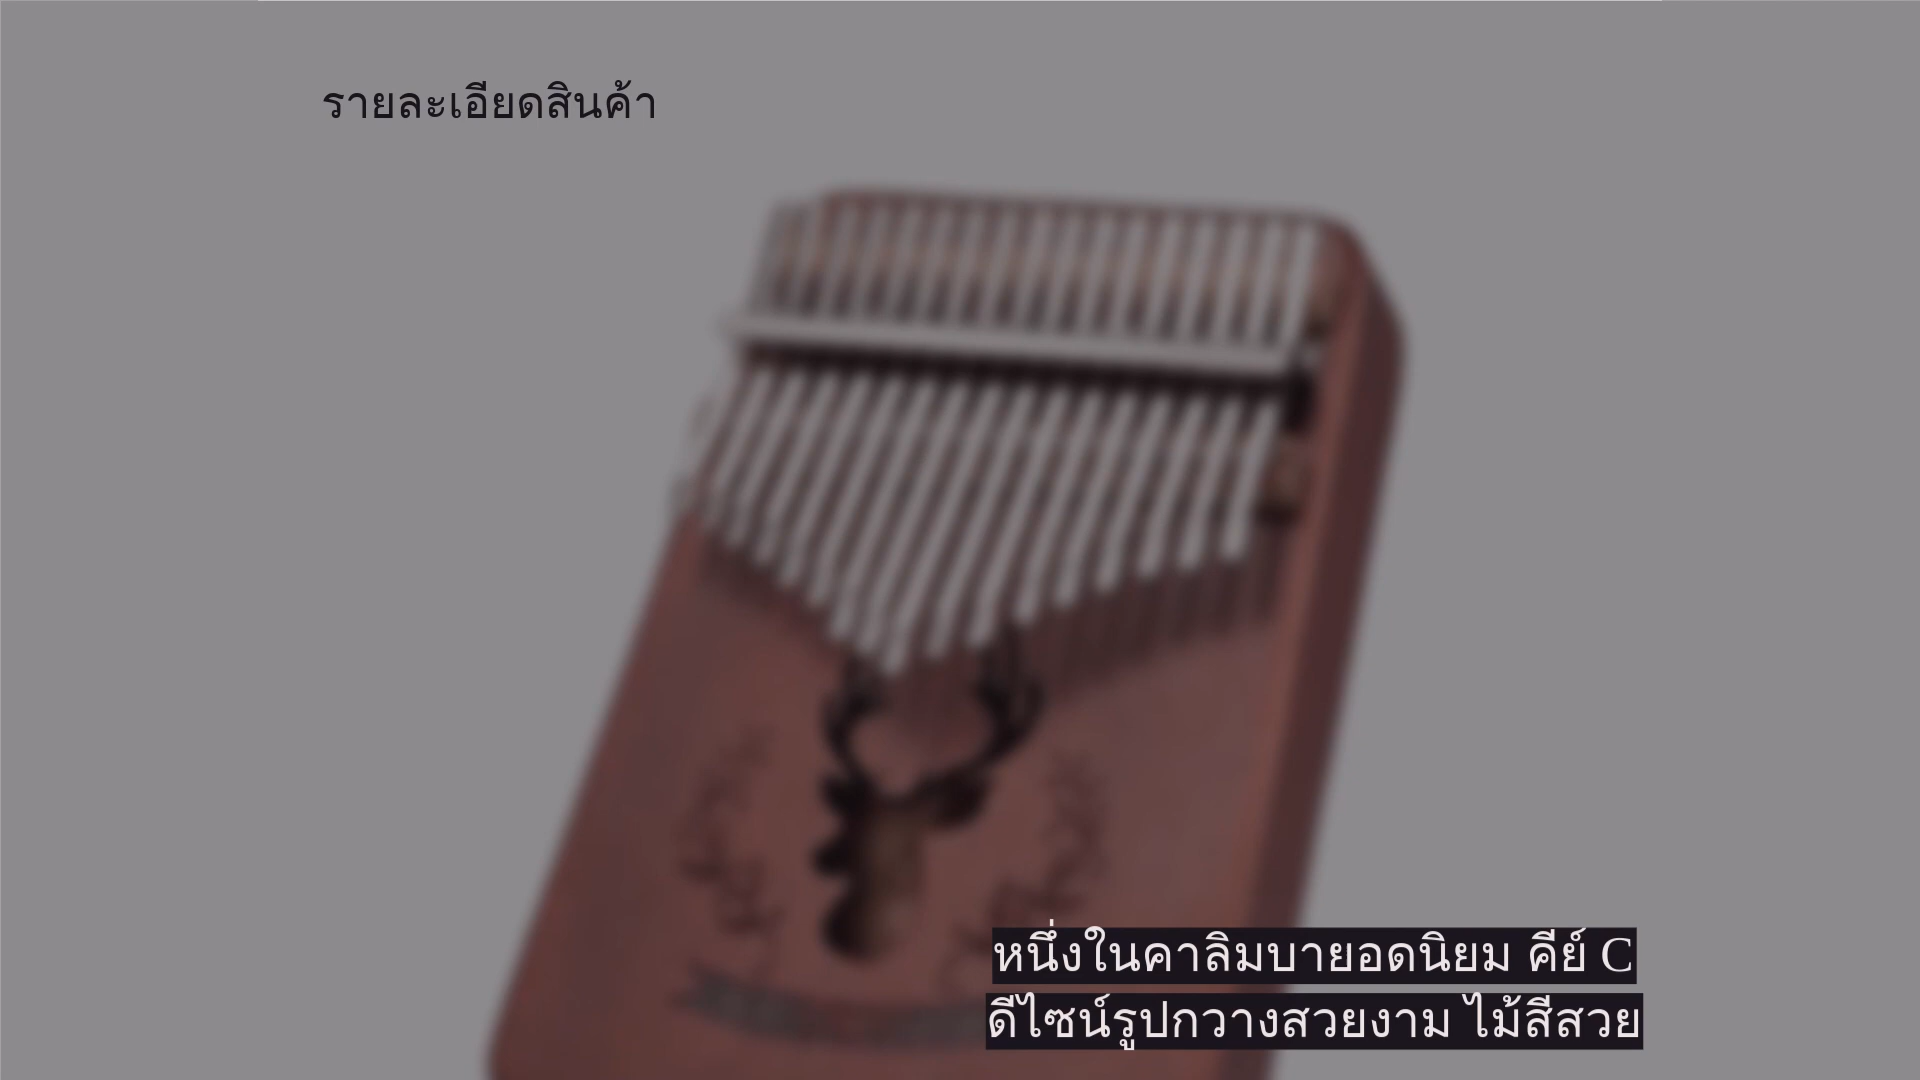 รายละเอียดสินค้า
หนึ่งในคาลิมบายอดนิยม คีย์ C
ดีไซน์รูปกวางสวยงาม ไม้สีสวย